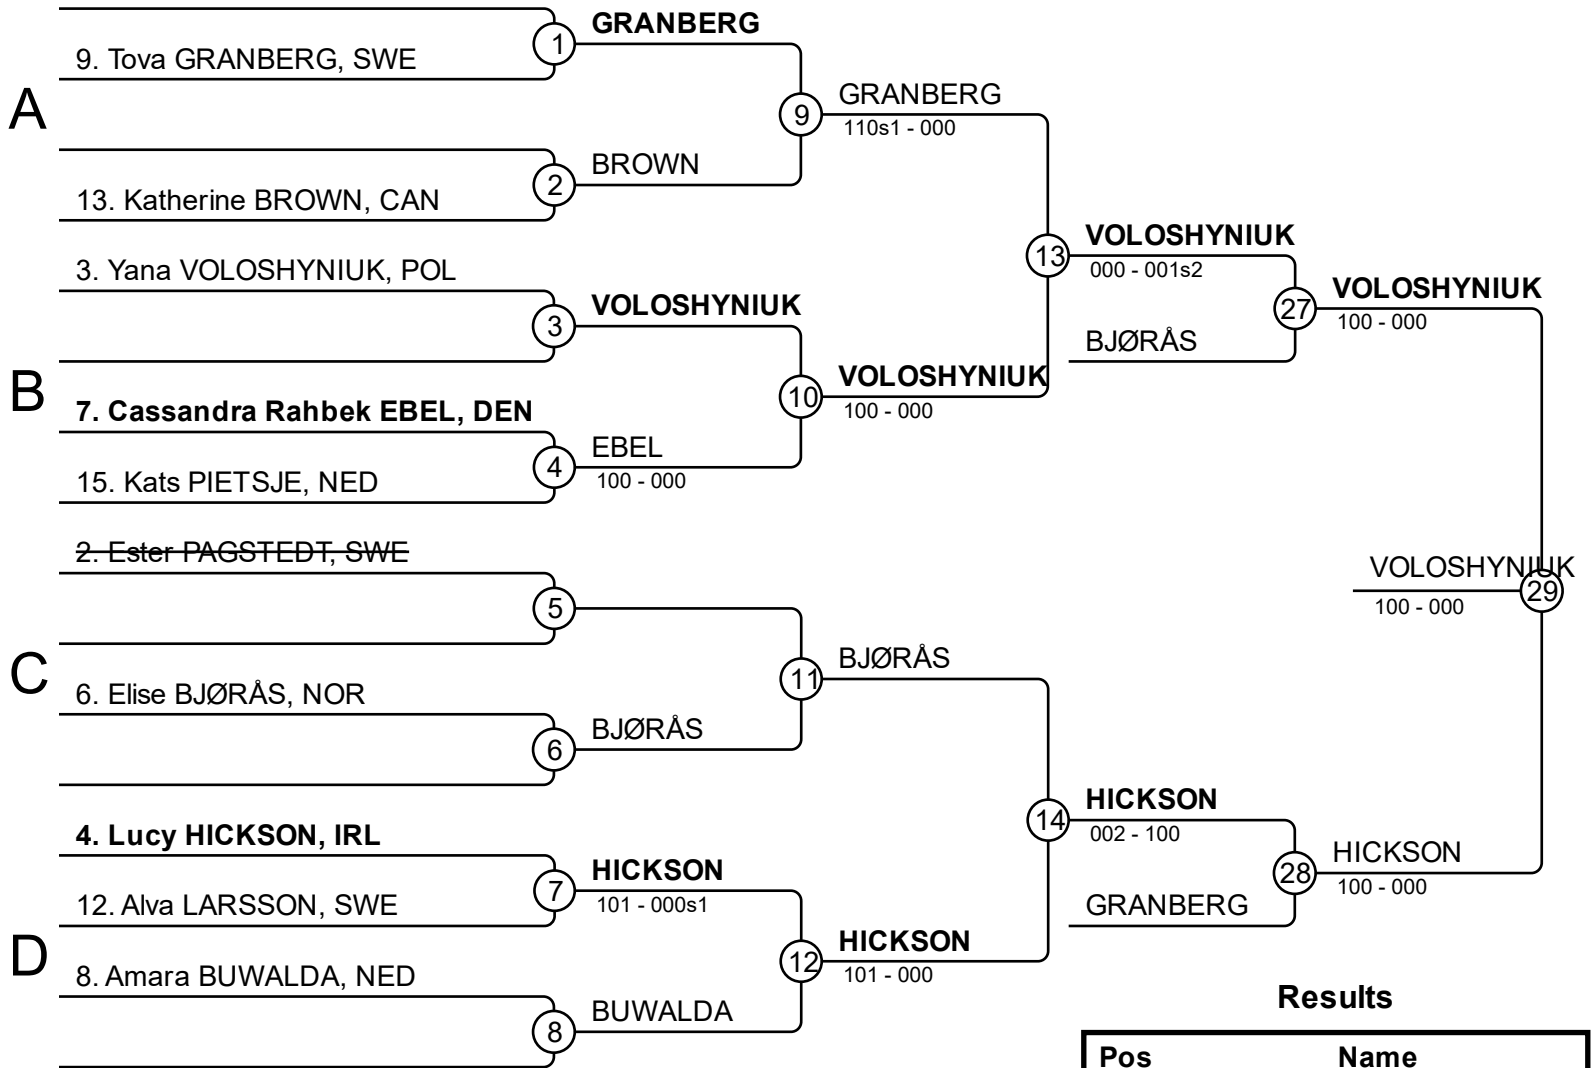 GRANBERG
1
9. Tova GRANBERG, SWE
A
GRANBERG
9
110s1 - 000
BROWN
2
13. Katherine BROWN, CAN
VOLOSHYNIUK
13
000 - 001s2
3. Yana VOLOSHYNIUK, POL
VOLOSHYNIUK
27
100 - 000
VOLOSHYNIUK
3
BJØRÅS
B
VOLOSHYNIUK
10
100 - 000
7. Cassandra Rahbek EBEL, DEN
EBEL
4
100 - 000
15. Kats PIETSJE, NED
2. Ester PAGSTEDT, SWE
VOLOSHYNIUK
29
100 - 000
5
C
BJØRÅS
11
6. Elise BJØRÅS, NOR
BJØRÅS
6
HICKSON
14
002 - 100
4. Lucy HICKSON, IRL
HICKSON
28
100 - 000
HICKSON
7
101 - 000s1
12. Alva LARSSON, SWE
GRANBERG
D
HICKSON
12
101 - 000
8. Amara BUWALDA, NED
BUWALDA
8
Results
Pos Name